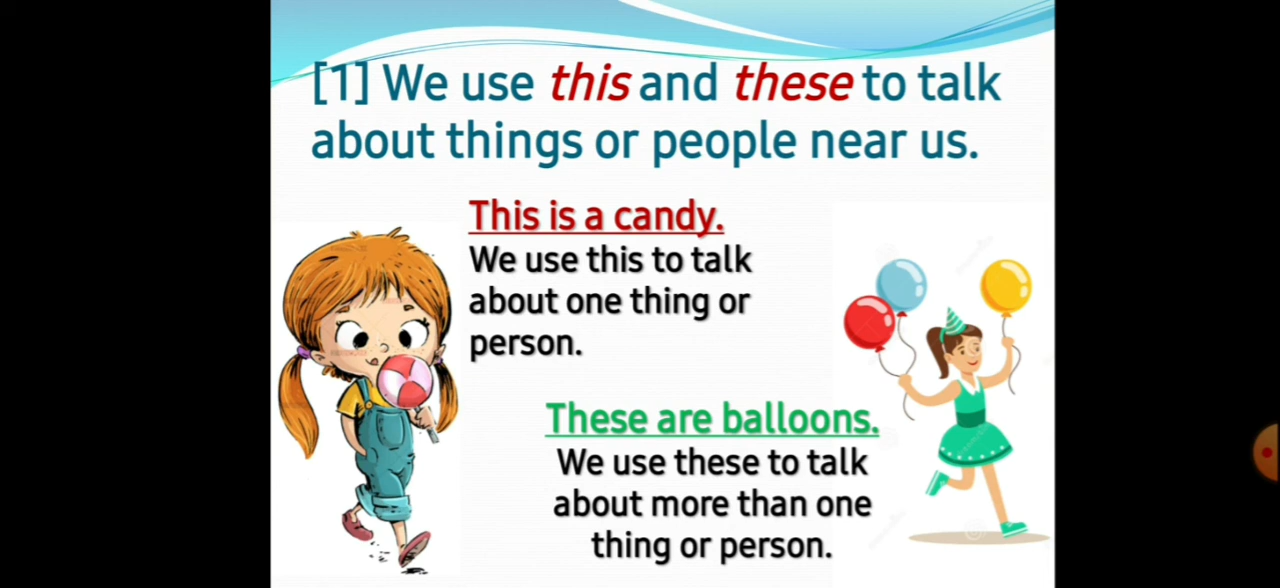 [1] We use this and these to talk
about things or people near us.
This is a candy.
We use this to talk
about one thing or
person.
These are balloons.
We use these to talk
about more than one
thing or person.